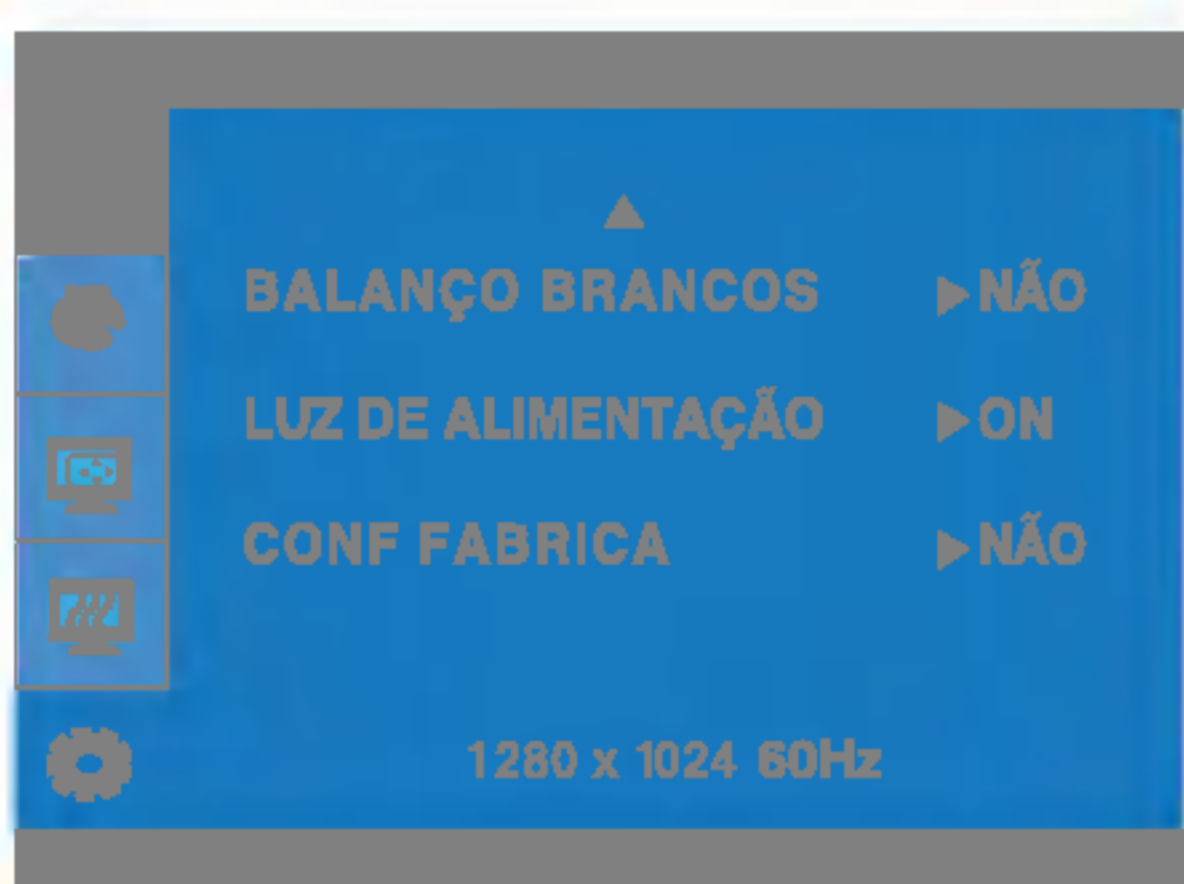 BALANÇO BRANCOS ▶NÃO
LUZ DE ALIMENTAÇÃO ▶ON
CONF FABRICA ▶NÃO
1280 x 1024 60Hz